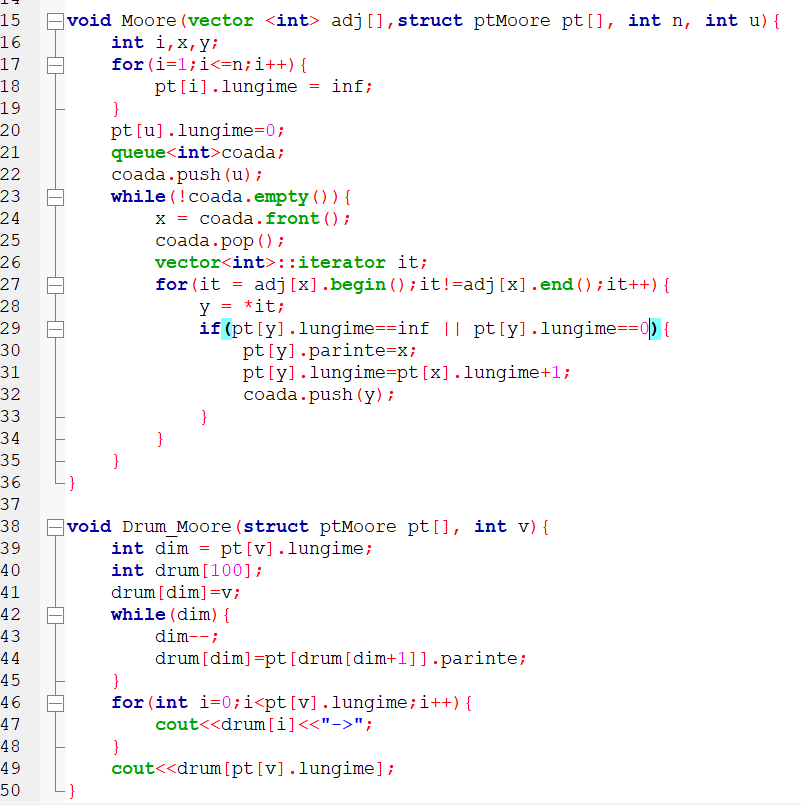 14
15 void Moore(vector <int> adj[],struct ptMoore pt[], int n, int u){
16 int i,x,y;
17 for(i=1;i<=n;i++){
18 pt[i].lungime = inf;
19 }
20 pt[u].lungime=0;
21 queue<int>coada;
22 coada.push(u);
23 while(!coada.empty()){
24 x = coada.front();
25 coada.pop();
26 vector<int>::iterator it;
27 for(it = adj[x].begin();it!=adj[x].end();it++){
28 y = *it;
29 if(pt[y].lungime==inf || pt[y].lungime==0){
30 pt[y].parinte=x;
31 pt[y].lungime=pt[x].lungime+1;
32 coada.push(y);
33 }
34 }
35 }
36 }
37
38 void Drum_Moore(struct ptMoore pt[], int v){
39 int dim = pt[v].lungime;
40 int drum[100];
41 drum[dim]=v;
42 while(dim){
43 dim--;
44 drum[dim]=pt[drum[dim+1]].parinte;
45 }
46 for(int i=0;i<pt[v].lungime;i++){
47 cout<<drum[i]<<"->";
48 }
49 cout<<drum[pt[v].lungime];
50 }